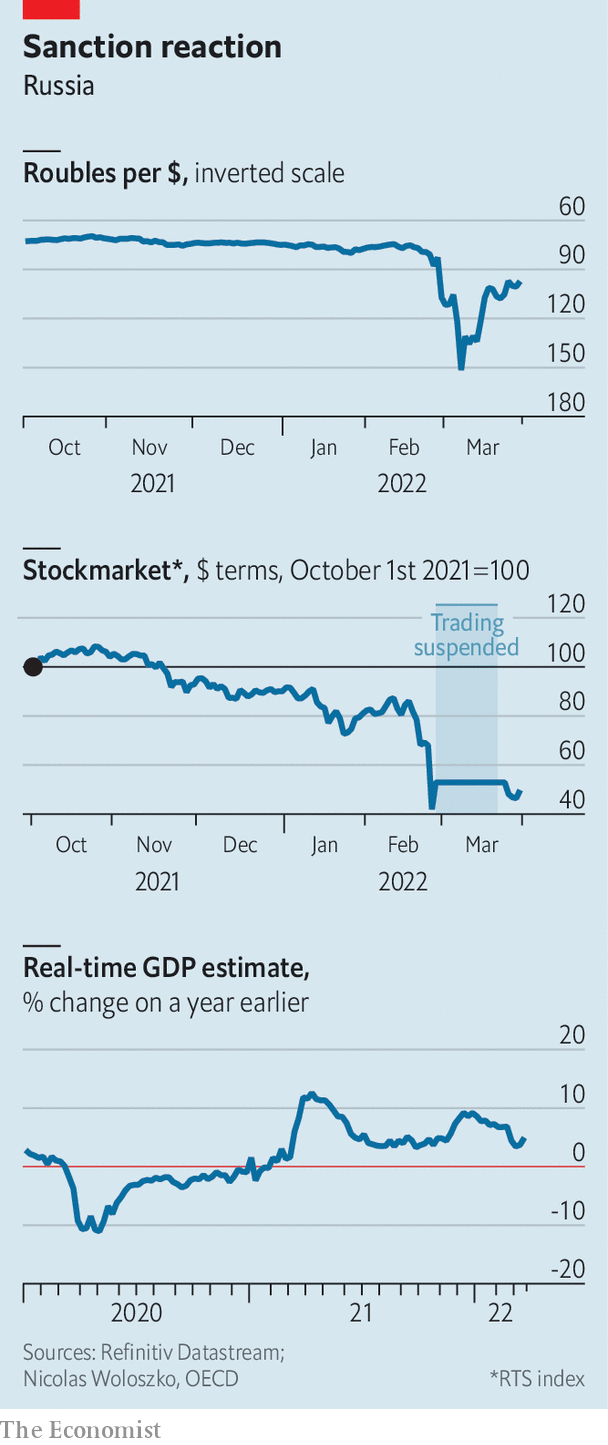 Sanction reaction
Russia
Roubles per $, inverted scale
60
90
120
150
180
Oct Nov Dec Jan Feb Mar
2021 2022
Stockmarket*, $ terms, October 1st 2021=100
120
Trading
suspended
100
80
60
40
Oct Nov Dec Jan Feb Mar
2021 2022
Real-time GDP estimate,
% change on a year earlier
20
10
0
-10
-20
2020 21 22
Sources: Refinitiv Datastream;
Nicolas Woloszko, OECD *RTS index
The Economist